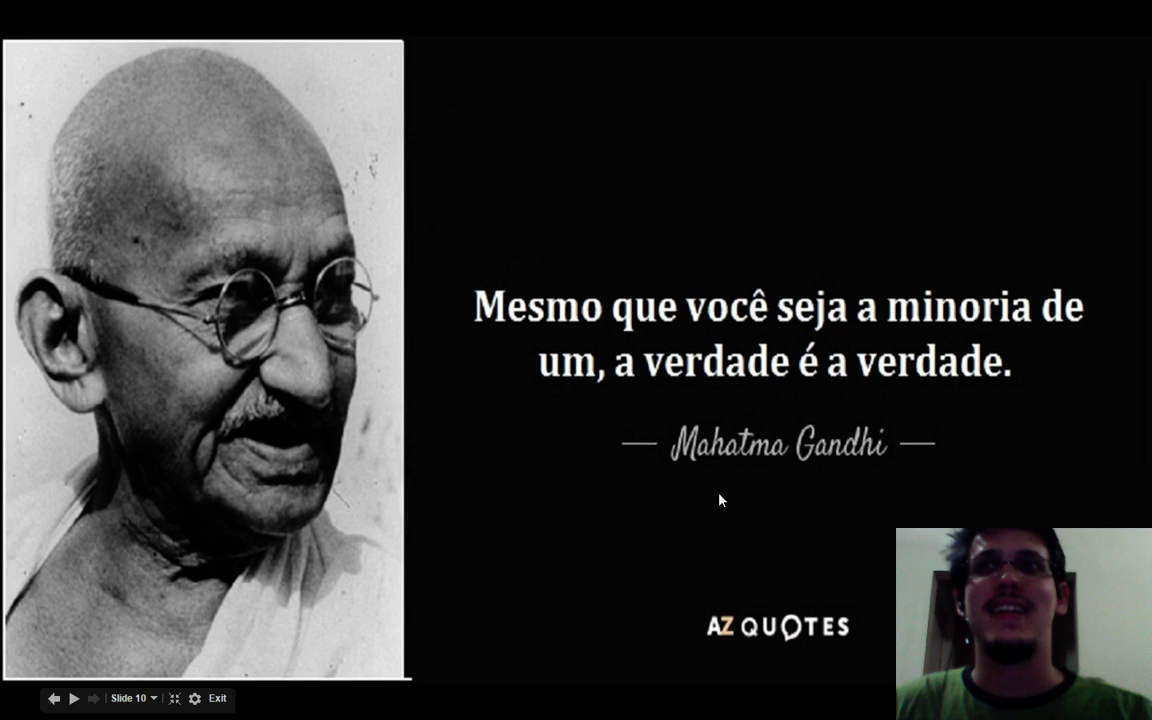 Mesmo que você seja a minoria de
um, a verdade é a verdade.
Mahatma Gandhi
AZ QUOTES
Slide 10
Exit